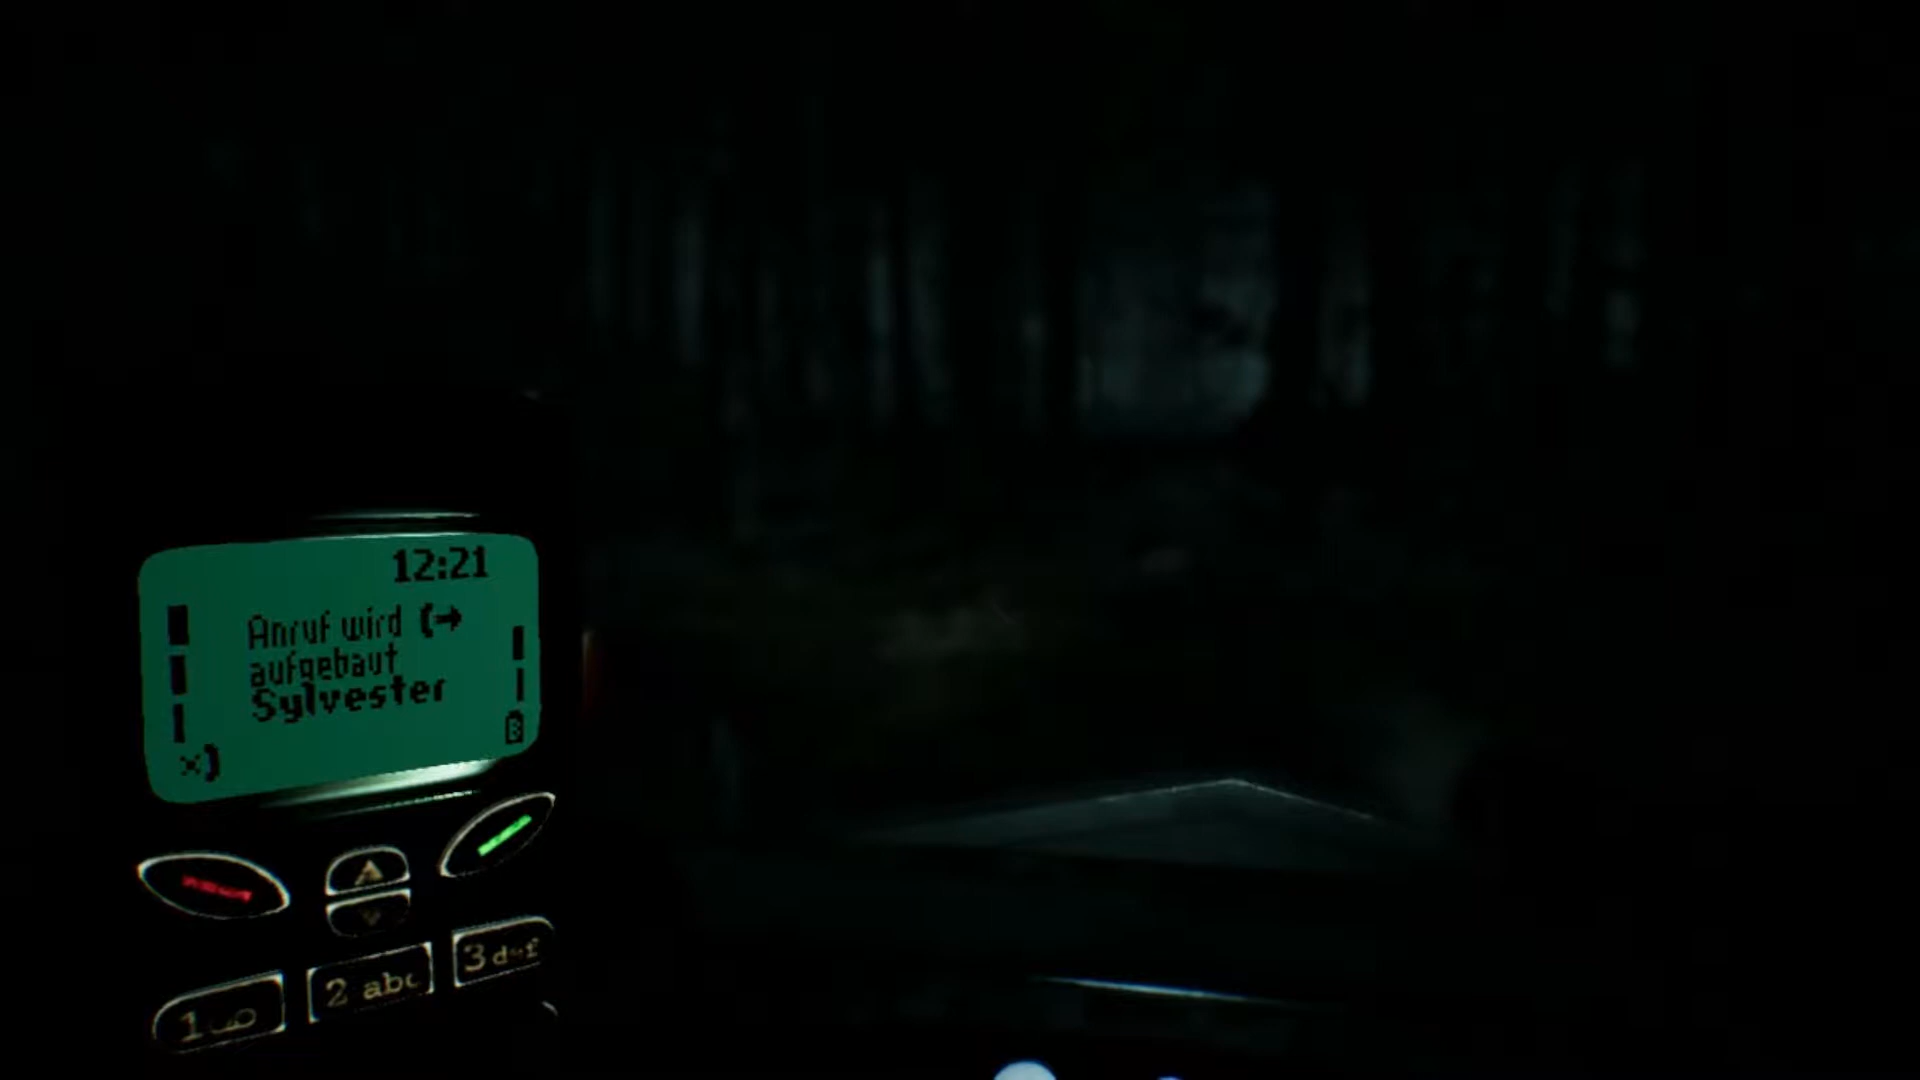 12:21
Anruf wird
aufgebaut
Sylvester
2 abc
3 def
1